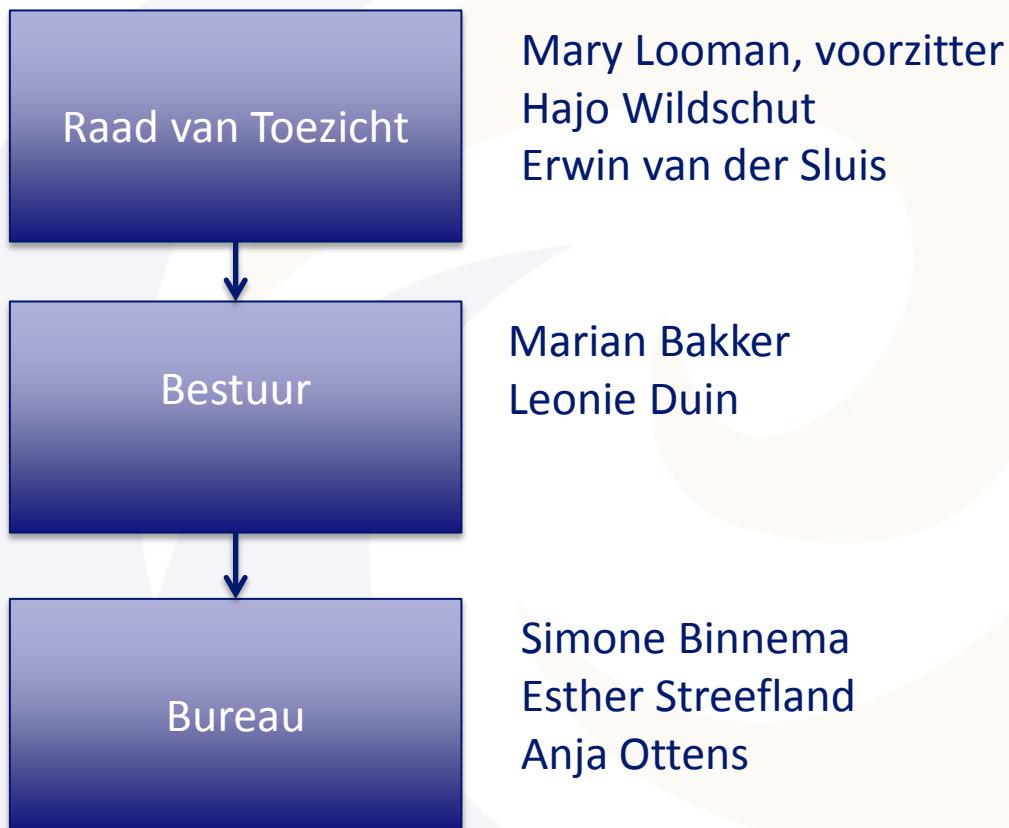 Raad van Toezicht
Mary Looman, voorzitter
Hajo Wildschut
Erwin van der Sluis
Bestuur
Marian Bakker
Leonie Duin
Bureau
Simone Binnema
Esther Streefland
Anja Ottens